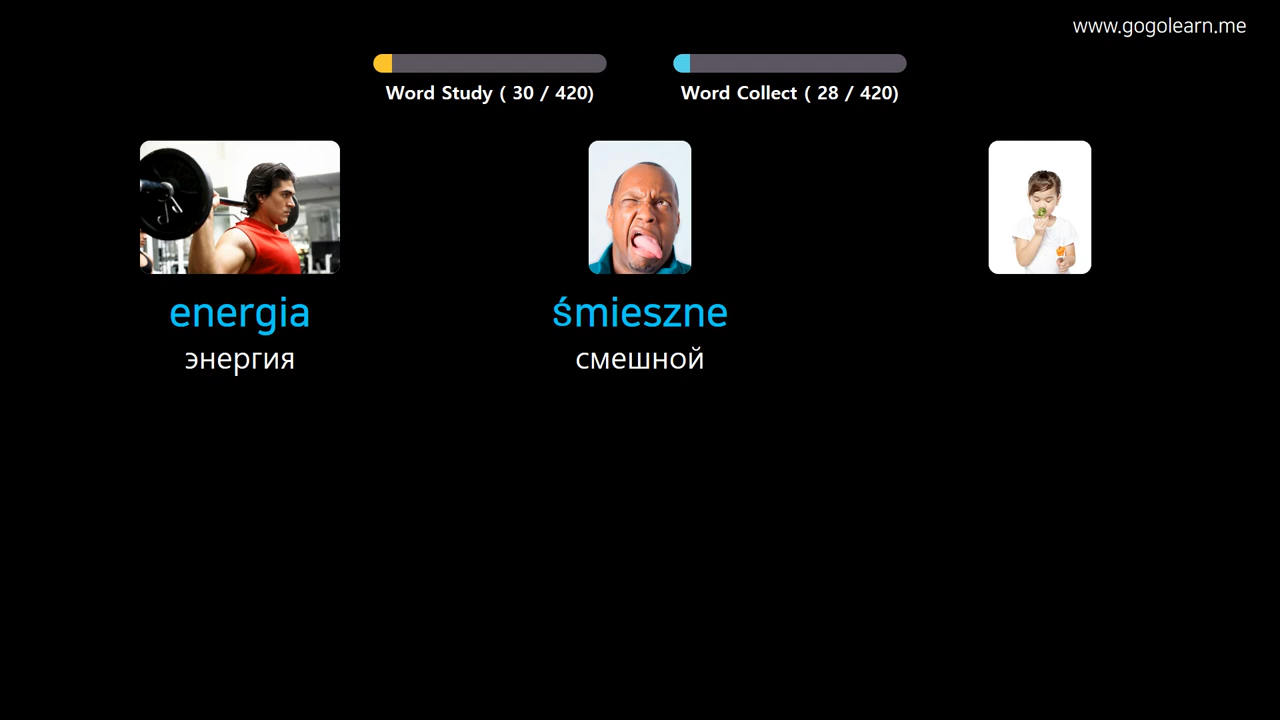 www.gogolearn.me
Word Study ( 30 / 420)
Word Collect ( 28 / 420)
energia
śmieszne
энергия
смешной